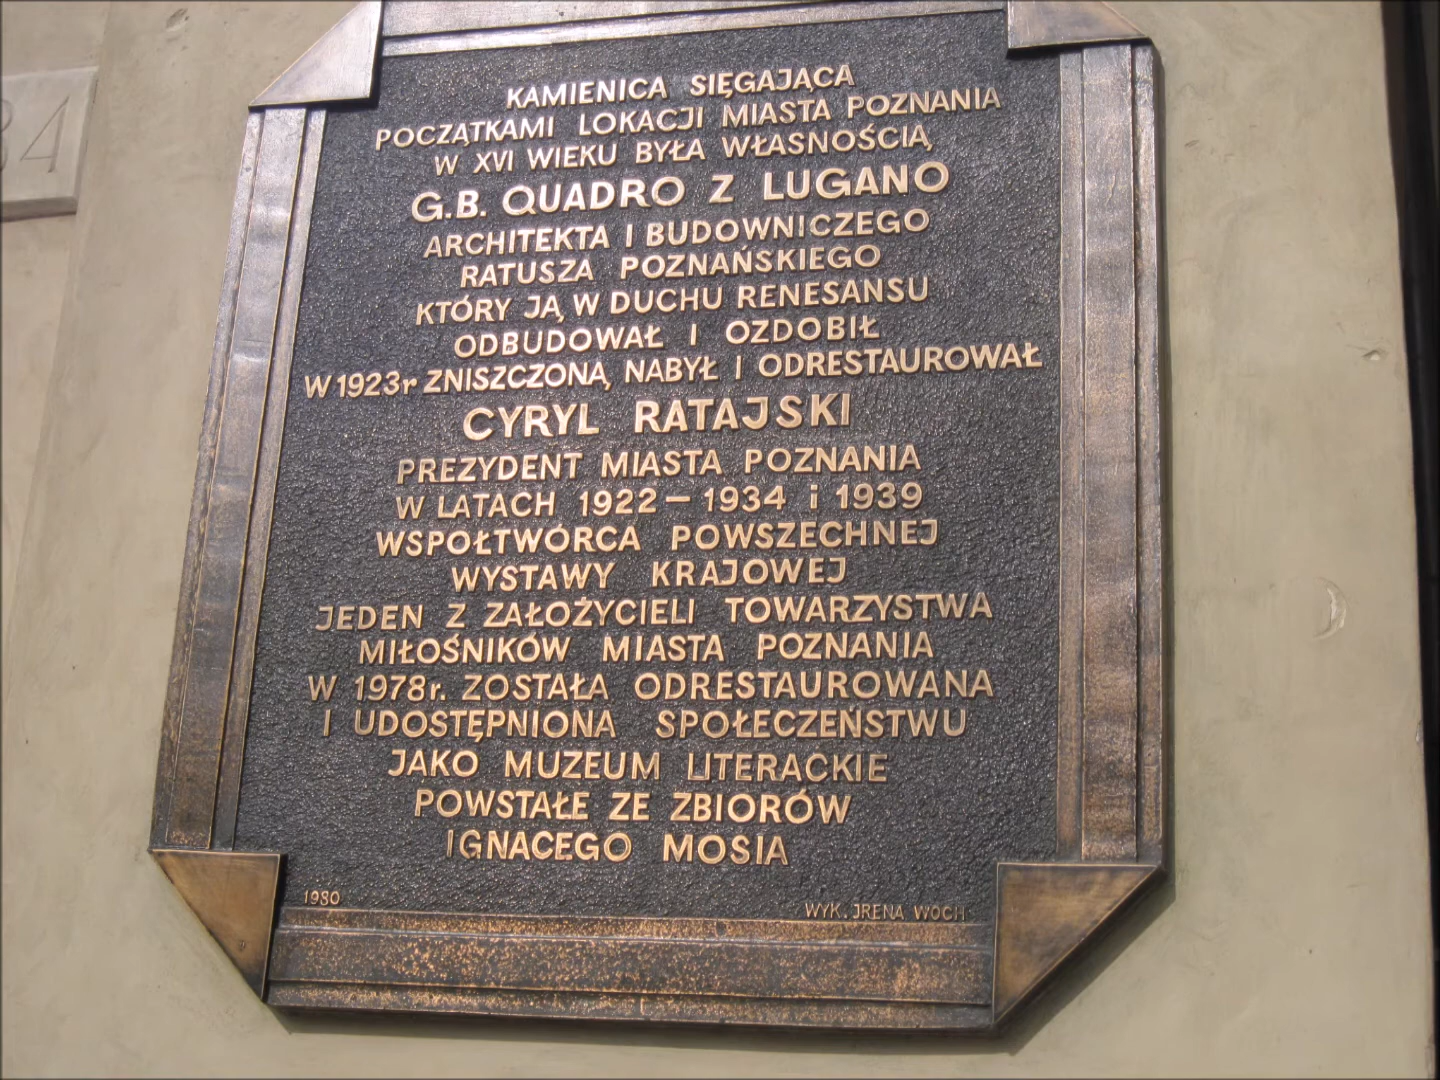 34
KAMIENICA SIĘGAJĄCA
POCZĄTKAMI LOKACJI MIASTA POZNANIA
W XVI WIEKU BYŁA WŁASNOŚCIĄ
G.B. QUADRO Z LUGANO
ARCHITEKTA I BUDOWNICZEGO
RATUSZA POZNAŃSKIEGO
KTÓRY JĄ W DUCHU RENESANSU
ODBUDOWAŁ I OZDOBIŁ
W 1923r ZNISZCZONĄ, NABYŁ I ODRESTAUROWAŁ
CYRYL RATAJSKI
PREZYDENT MIASTA POZNANIA
W LATACH 1922 – 1934 i 1939
WSPOŁTWÓRCA POWSZECHNEJ
WYSTAWY KRAJOWEJ
JEDEN Z ZAŁOŻYCIELI TOWARZYSTWA
MIŁOŚNIKÓW MIASTA POZNANIA
W 1978r. ZOSTAŁA ODRESTAUROWANA
I UDOSTĘPNIONA SPOŁECZEŃSTWU
JAKO MUZEUM LITERACKIE
POWSTAŁE ZE ZBIORÓW
IGNACEGO MOSIA
1980
WYK. IRENA WOCH